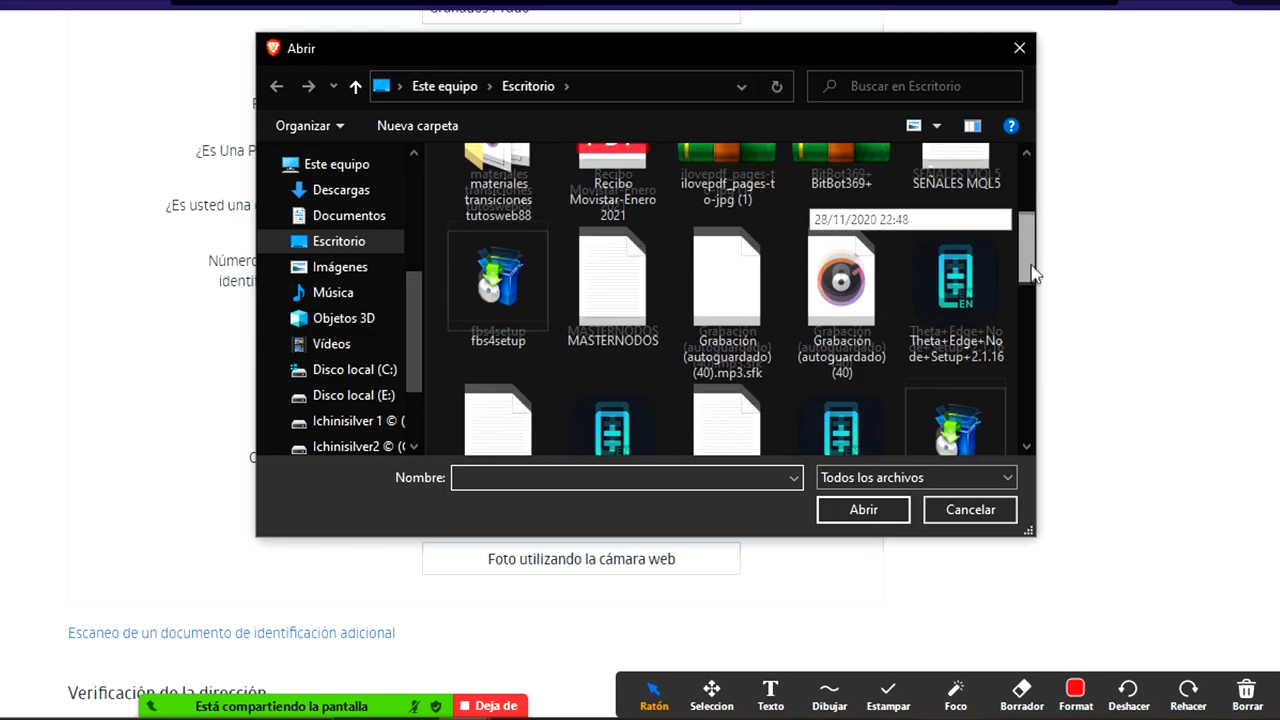 Granados Prado
Abrir
Este equipo > Escritorio >
Buscar en Escritorio
Organizar
Nueva carpeta
¿Es Una P
¿Es usted una
Número
identi
Este equipo
Descargas
Documentos
Escritorio
Imágenes
Música
Objetos 3D
Vídeos
Disco local (C:)
Disco local (E:)
Ichinisilver 1 © (
Ichinisilver2 © (
materiales
transiciones
tutosweb88
PDF
Recibo
Movistar-Enero
2021
ilovepdf_pages-t
o-jpg (1)
BitBot369+
SEÑALES MQL5
28/11/2020 22:48
fbs4setup
MASTERNODOS
Grabación
(autoguardado)
(40).mp3.sfk
Grabación
(autoguardado)
(40)
Theta+Edge+No
de+Setup+2.1.16
EN
Nombre:
Todos los archivos
Abrir
Cancelar
Foto utilizando la cámara web
Escaneo de un documento de identificación adicional
Verificación de la dirección
Está compartiendo la pantalla
Deja de
Ratón
Seleccion
Texto
Dibujar
Estampar
Foco
Borrador
Format
Deshacer
Rehacer
Borrar